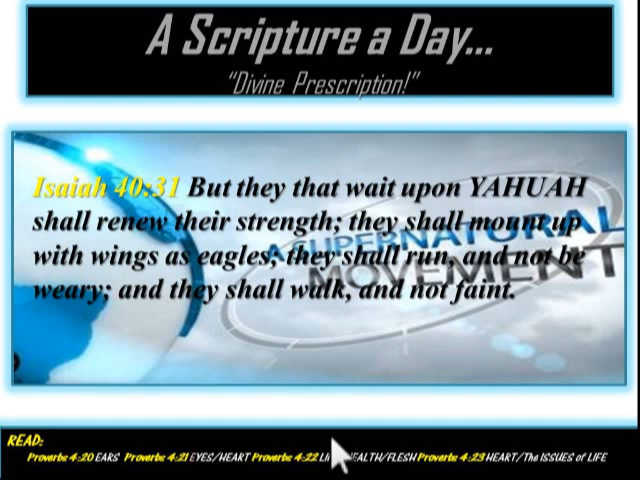 A Scripture a Day...
"Divine Prescription!"
Isaiah 40:31 But they that wait upon YAHUAH
shall renew their strength; they shall mount up
with wings as eagles; they shall run, and not be
weary; and they shall walk, and not faint.
A SUPERNATURAL
MOVEMENT
READ:
Proverbs 4:20 EARS Proverbs 4:21 EYES/HEART Proverbs 4:22 /FLESH Proverbs 4:23 HEART/The ISSUES of LIFE